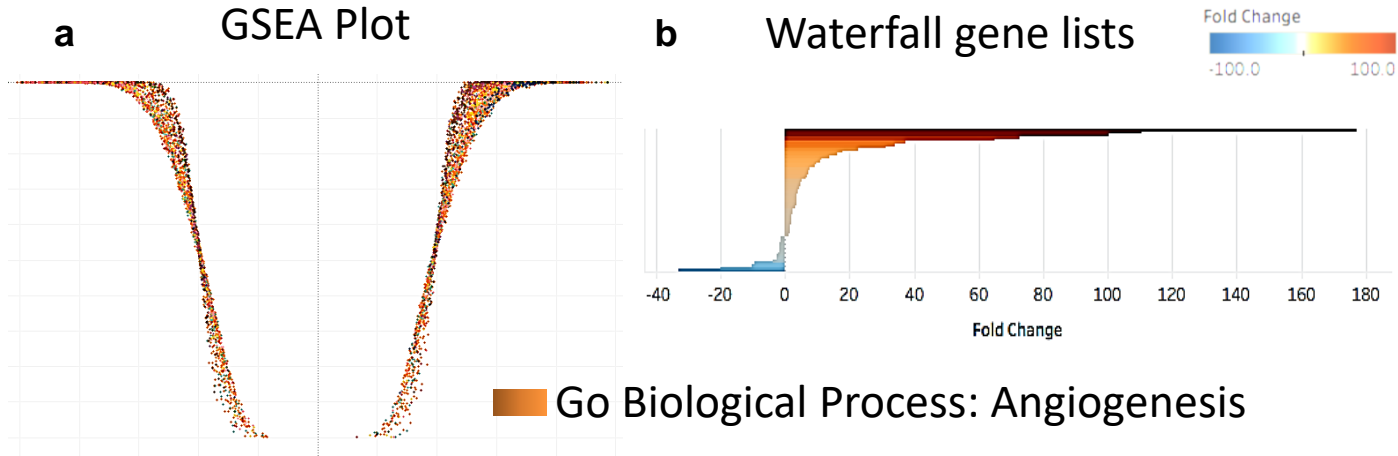 a
GSEA Plot
b
Waterfall gene lists
Fold Change
-100.0 100.0
-40 -20 0 20 40 60 80 100 120 140 160 180
Fold Change
Go Biological Process: Angiogenesis